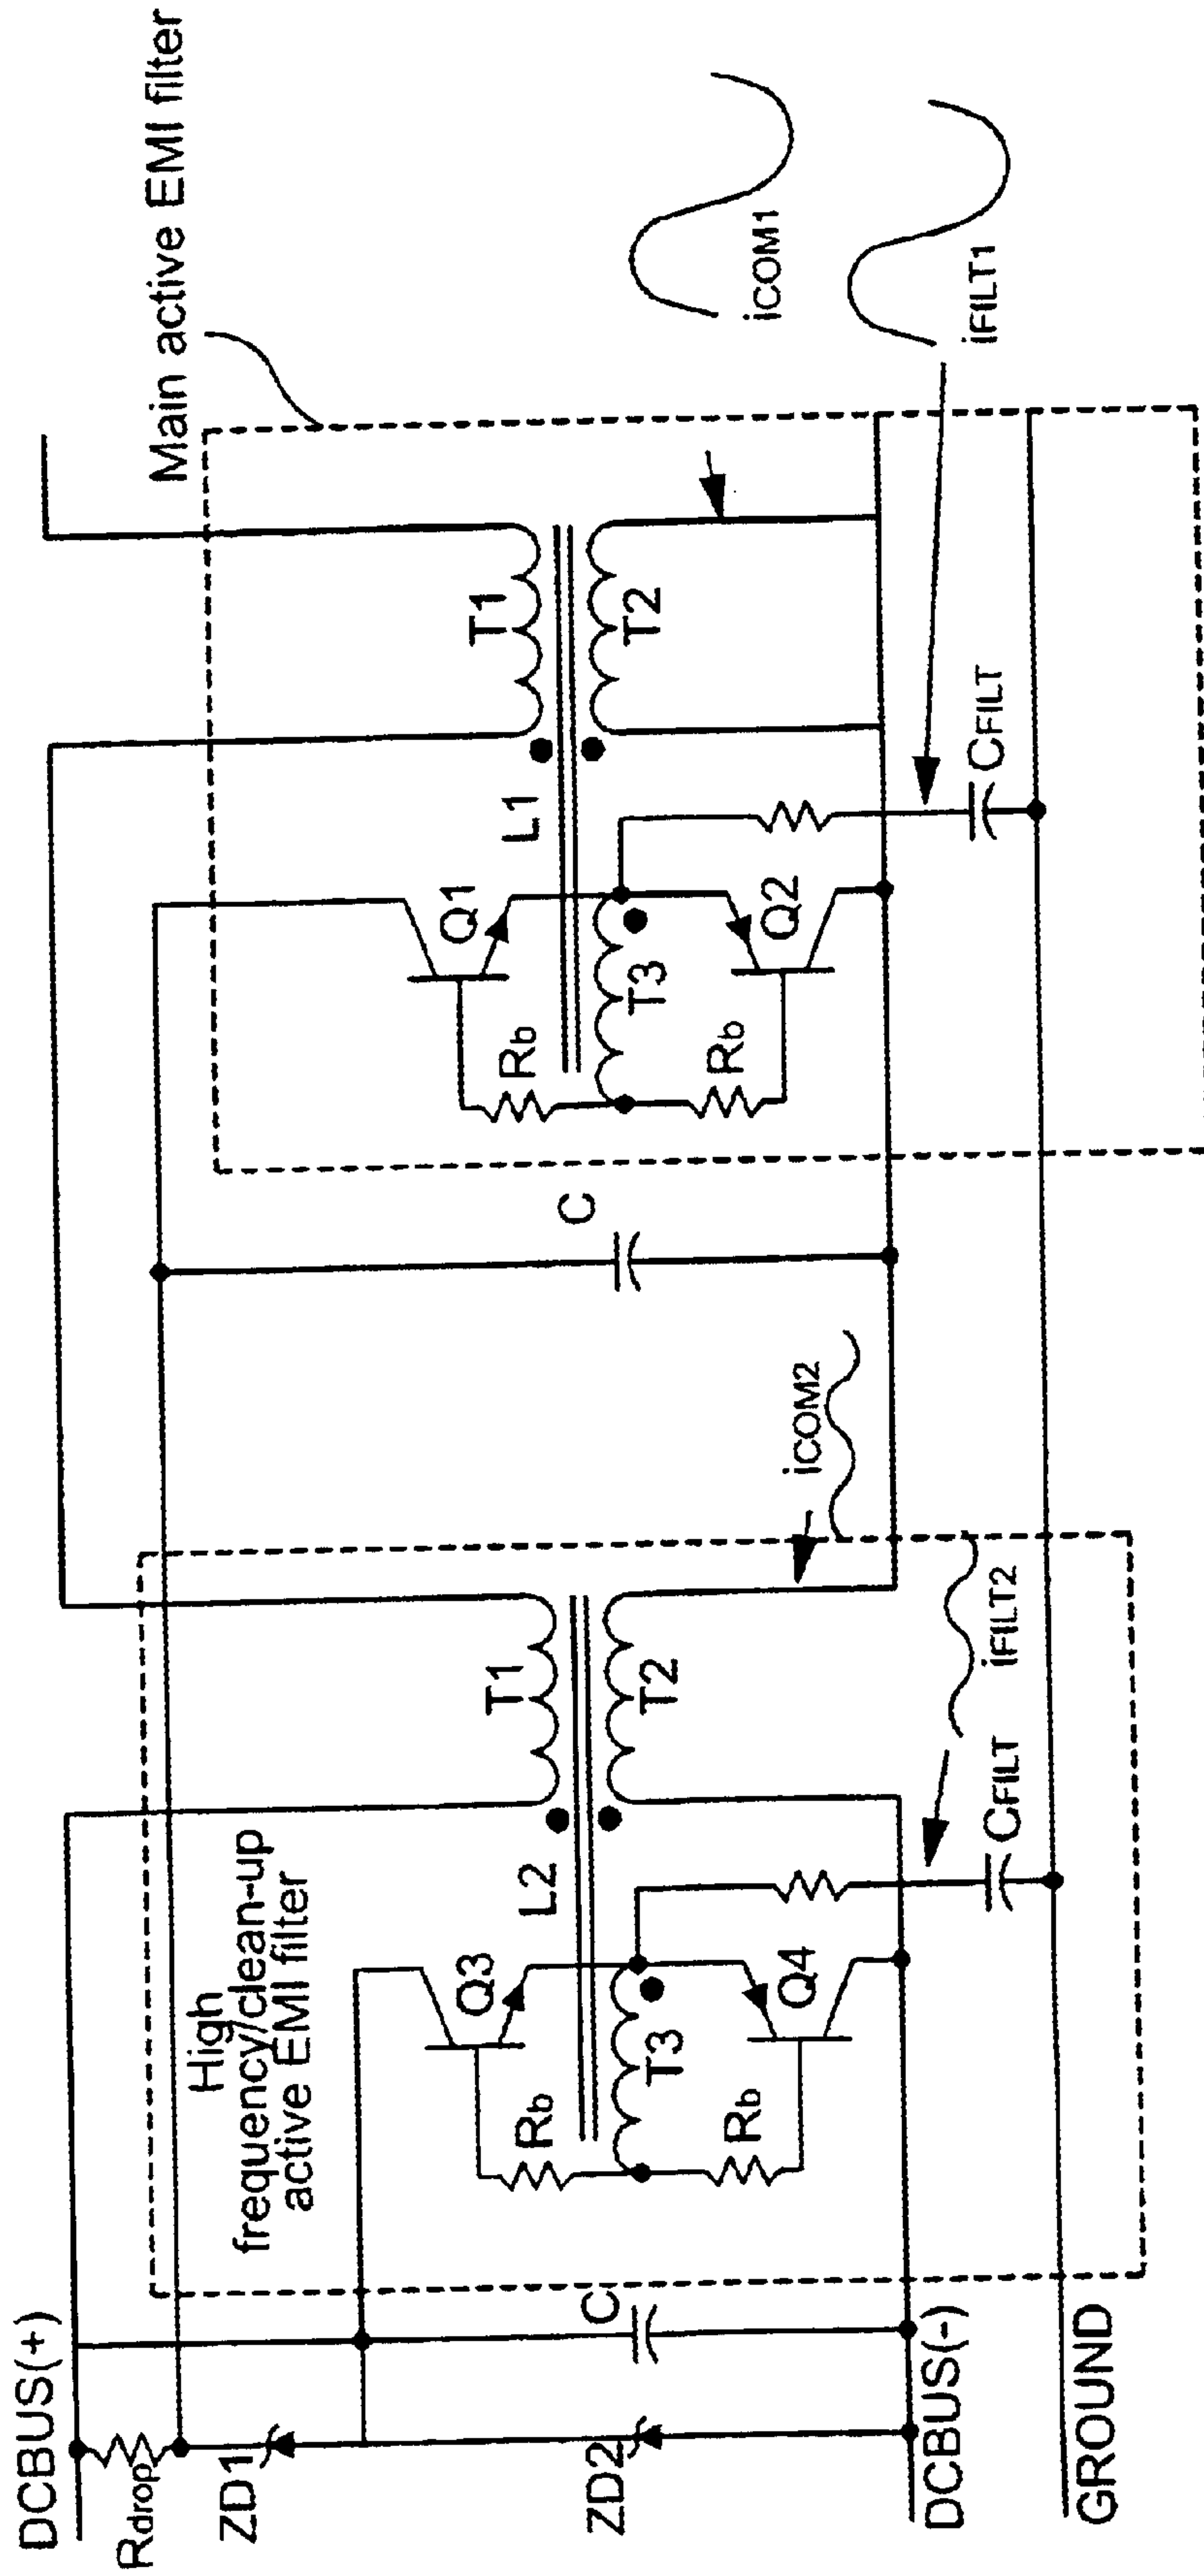 Main active EMI filter
High
frequency/clean-up
active EMI filter
DCBUS(+)
Rdrop
ZD1
ZD2
C
DCBUS(-)
GROUND
Q3
Rb
L2
T1
T2
T3
Rb
Q4
CFILT
iFILT2
iCOM2
C
Q1
Rb
L1
T1
T2
T3
Rb
Q2
CFILT
iCOM1
iFILT1